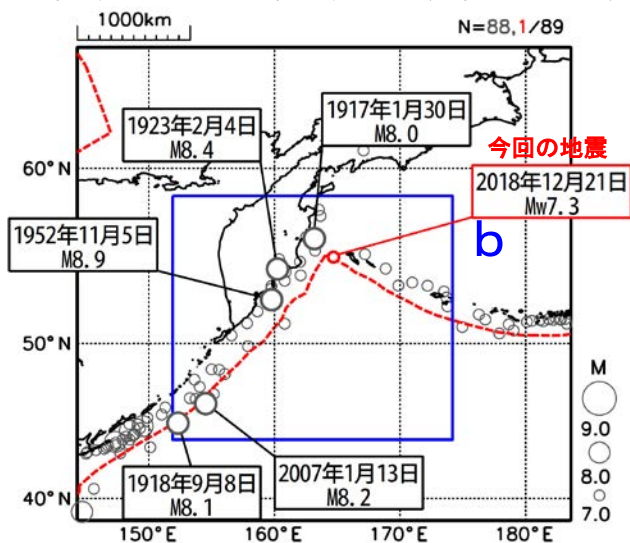 1000km
N=88,1/89
1923年2月4日
M8.4
1917年1月30日
M8.0
今回の地震
2018年12月21日
Mw7.3
60°N
b
1952年11月5日
M8.9
50°N
M
9.0
8.0
7.0
1918年9月8日
M8.1
2007年1月13日
M8.2
40°N
150°E
160°E
170°E
180°E